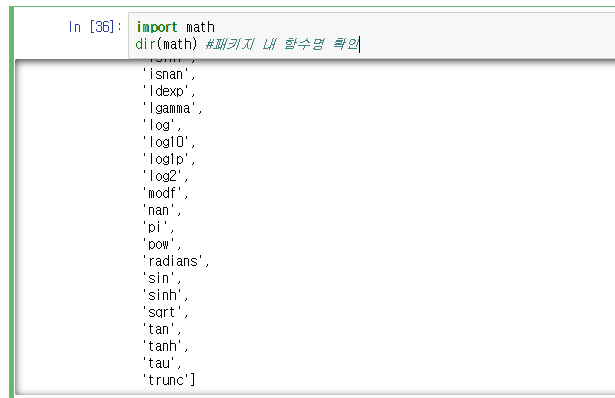 In [36]:
import math
dir(math) #패키지 내 함수명 확인
'isnan',
'ldexp',
'lgamma',
'log',
'log10',
'log1p',
'log2',
'modf',
'nan',
'pi',
'pow',
'radians',
'sin',
'sinh',
'sqrt',
'tan',
'tanh',
'tau',
'trunc']